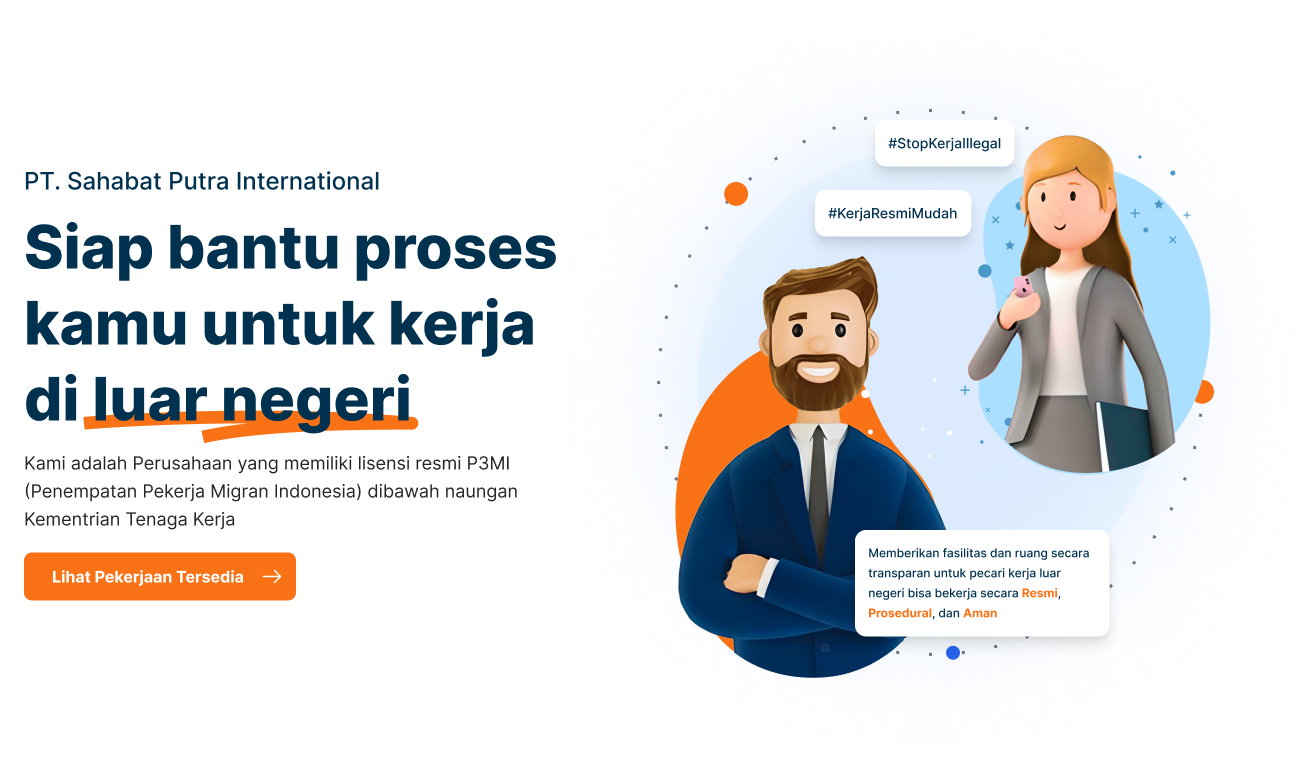 PT. Sahabat Putra International
Siap bantu proses
kamu untuk kerja
di luar negeri
Kami adalah Perusahaan yang memiliki lisensi resmi P3MI
(Penempatan Pekerja Migran Indonesia) dibawah naungan
Kementrian Tenaga Kerja
Lihat Pekerjaan Tersedia
#StopKerjaIllegal
#KerjaResmiMudah
Memberikan fasilitas dan ruang secara
transparan untuk pecari kerja luar
negeri bisa bekerja secara Resmi,
Prosedural, dan Aman